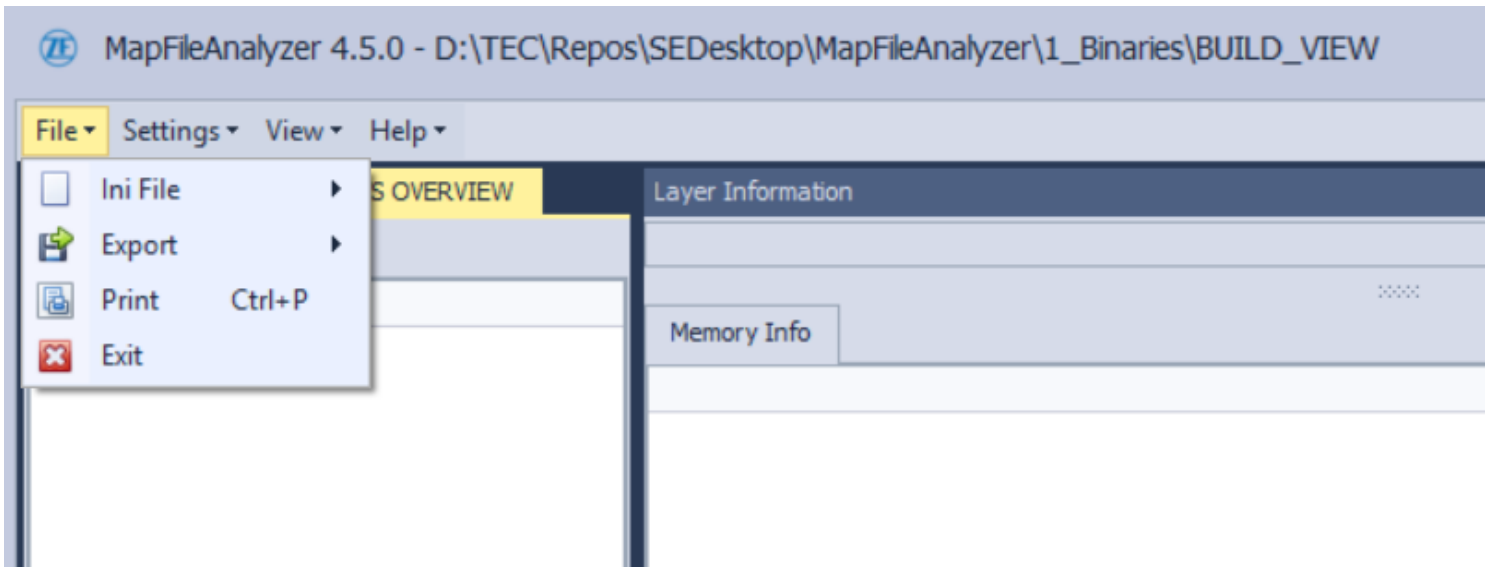 ZF MapFileAnalyzer 4.5.0 - D:\TEC\Repos\SEDesktop\MapFileAnalyzer\1_Binaries\BUILD_VIEW
File Settings View Help
Ini File
Export
Print Ctrl+P
Exit
S OVERVIEW
Layer Information
Memory Info